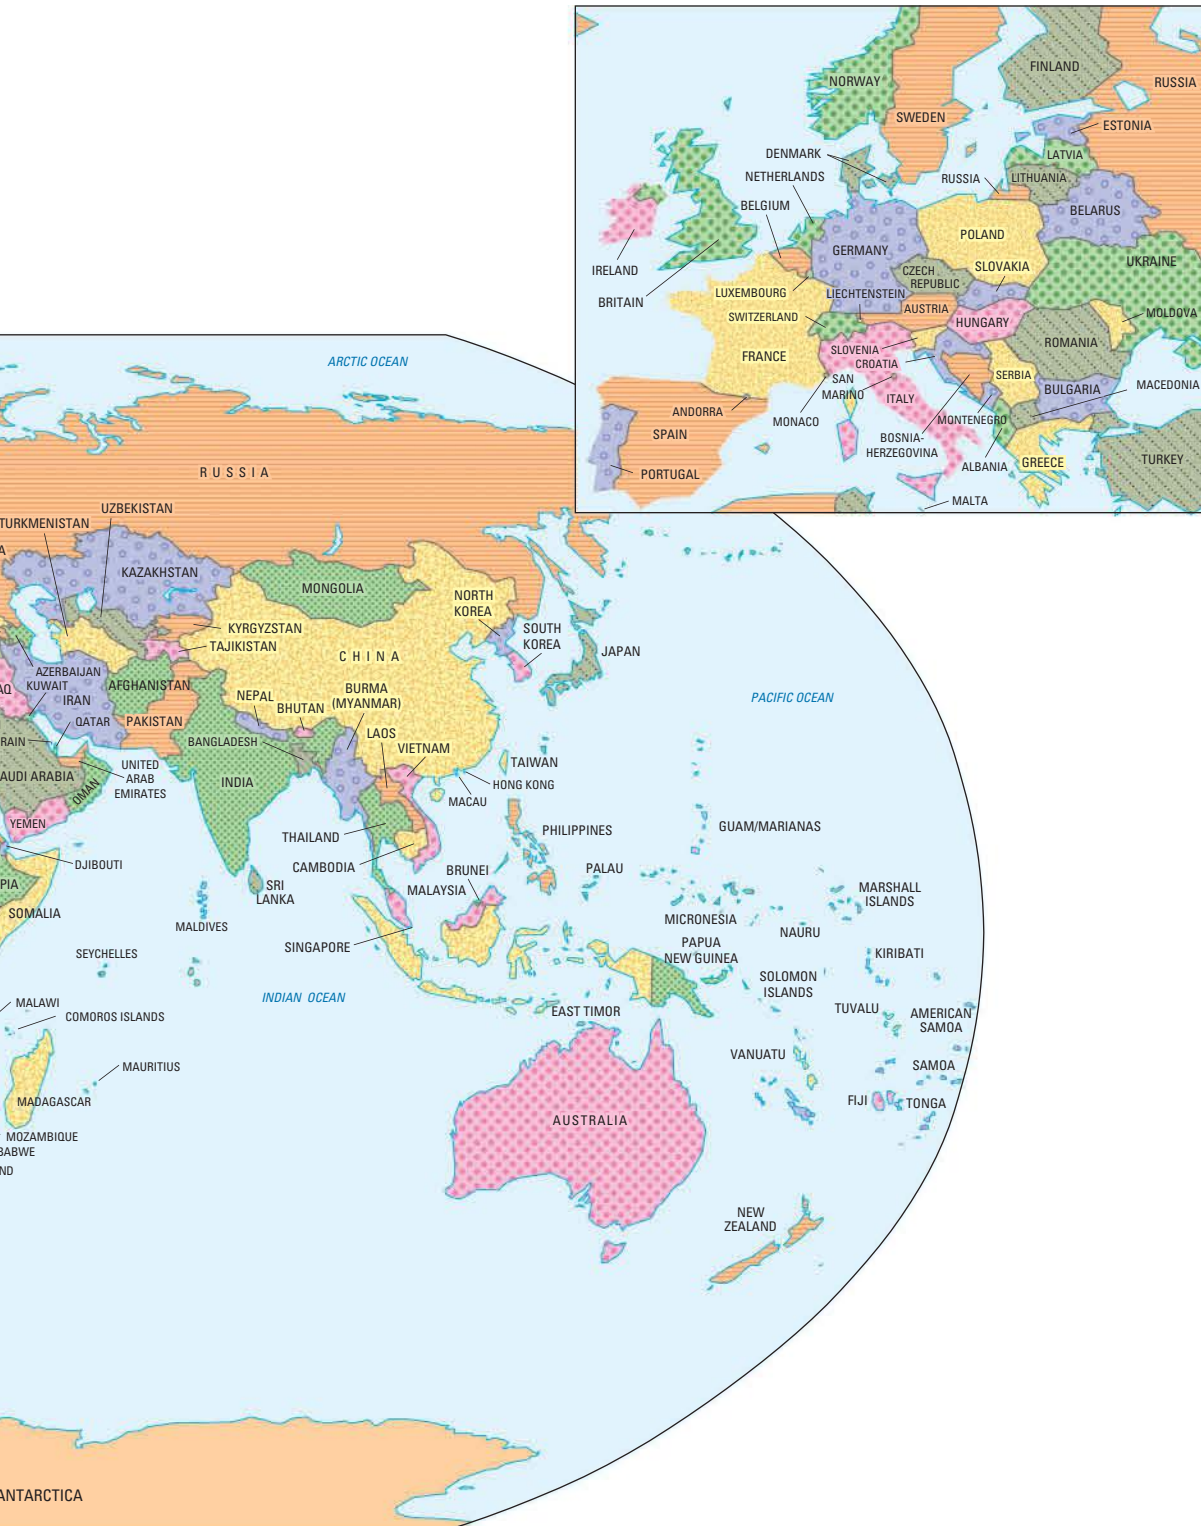 NORWAY
FINLAND
SWEDEN
RUSSIA
ESTONIA
LATVIA
LITHUANIA
RUSSIA
DENMARK
NETHERLANDS
BELGIUM
BELARUS
POLAND
GERMANY
IRELAND
BRITAIN
LUXEMBOURG
CZECH
REPUBLIC
SLOVAKIA
UKRAINE
LIECHTENSTEIN
AUSTRIA
SWITZERLAND
HUNGARY
MOLDOVA
FRANCE
SLOVENIA
CROATIA
ROMANIA
SERBIA
SAN
MARINO
ITALY
BULGARIA
MACEDONIA
ANDORRA
MONACO
MONTENEGRO
SPAIN
BOSNIA-
HERZEGOVINA
ALBANIA
GREECE
TURKEY
PORTUGAL
MALTA
ARCTIC OCEAN
RUSSIA
UZBEKISTAN
TURKMENISTAN
A
KAZAKHSTAN
MONGOLIA
NORTH
KOREA
KYRGYZSTAN
TAJIKISTAN
SOUTH
KOREA
JAPAN
CHINA
AZERBAIJAN
KUWAIT
AQ
IRAN
AFGHANISTAN
NEPAL
BHUTAN
BURMA
(MYANMAR)
PACIFIC OCEAN
QATAR
PAKISTAN
RAIN
BANGLADESH
LAOS
VIETNAM
TAIWAN
AUDI ARABIA
UNITED
ARAB
EMIRATES
OMAN
INDIA
HONG KONG
MACAU
YEMEN
THAILAND
PHILIPPINES
GUAM/MARIANAS
DJIBOUTI
CAMBODIA
BRUNEI
PALAU
PIA
SRI
LANKA
MALAYSIA
MARSHALL
ISLANDS
SOMALIA
MALDIVES
MICRONESIA
NAURU
SINGAPORE
PAPUA
NEW GUINEA
KIRIBATI
SEYCHELLES
SOLOMON
ISLANDS
INDIAN OCEAN
MALAWI
COMOROS ISLANDS
EAST TIMOR
TUVALU
AMERICAN
SAMOA
VANUATU
SAMOA
MAURITIUS
MADAGASCAR
FIJI
TONGA
AUSTRALIA
MOZAMBIQUE
BABWE
ND
NEW
ZEALAND
ANTARCTICA